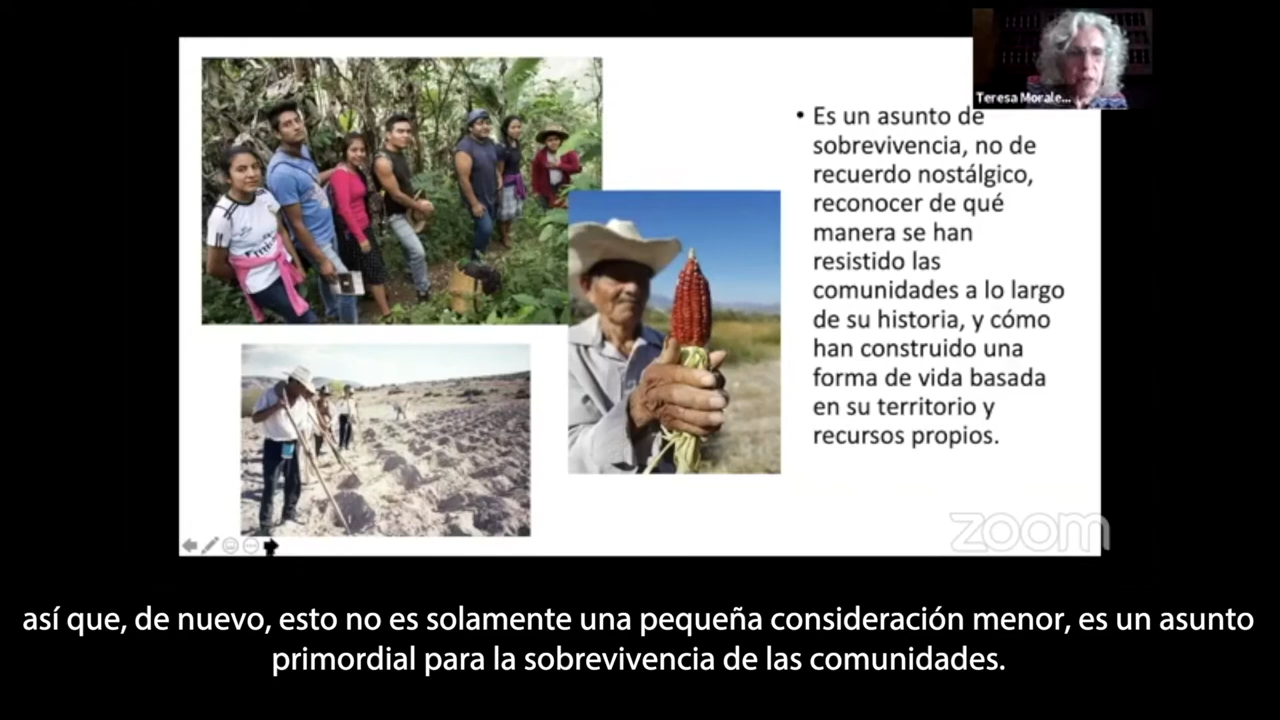 Teresa Morale...
• Es un asunto de
sobrevivencia, no de
recuerdo nostálgico,
reconocer de qué
manera se han
resistido las
comunidades a lo largo
de su historia, y cómo
han construido una
forma de vida basada
en su territorio y
recursos propios.
zoom
así que, de nuevo, esto no es solamente una pequeña consideración menor, es un asunto
primordial para la sobrevivencia de las comunidades.